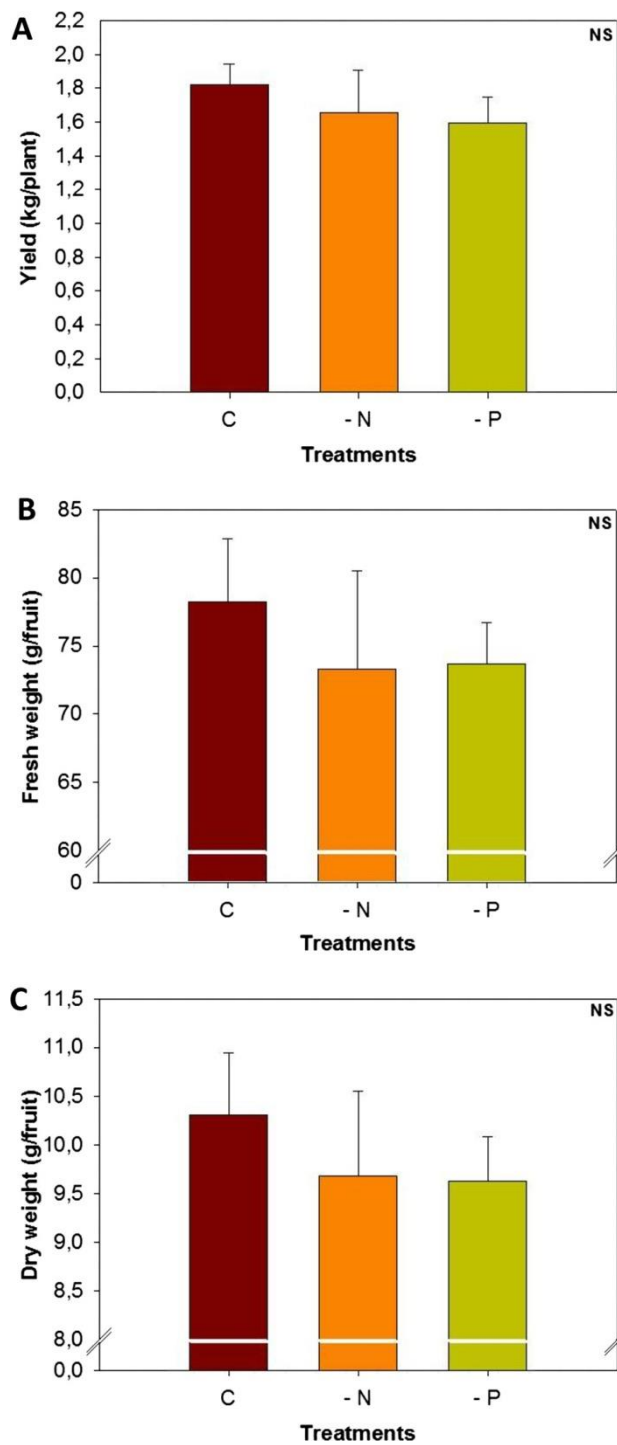 A
NS
2,2
2,0
1,8
1,6
1,4
1,2
1,0
0,8
0,6
0,4
0,2
0,0
Yield (kg/plant)
C
- N
- P
Treatments
B
NS
85
80
75
70
65
60
0
Fresh weight (g/fruit)
C
- N
- P
Treatments
C
NS
11,5
11,0
10,5
10,0
9,5
9,0
8,5
8,0
0,0
Dry weight (g/fruit)
C
- N
- P
Treatments